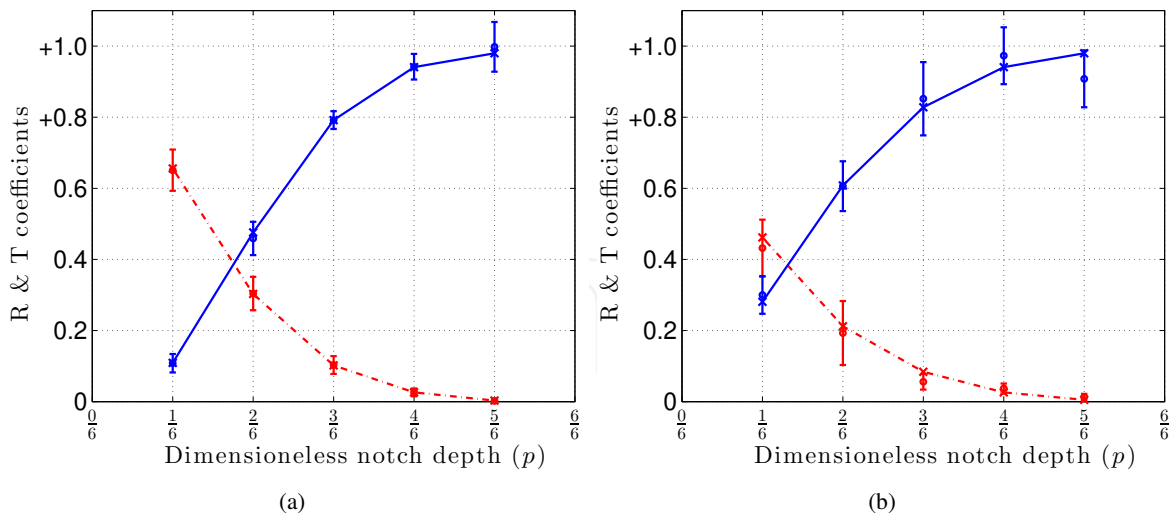 R & T coefficients
+1.0
+0.8
0.6
0.4
0.2
0
0/6 1/6 2/6 3/6 4/6 5/6 6/6
Dimensioneless notch depth (p)
(a)
R & T coefficients
+1.0
+0.8
0.6
0.4
0.2
0
0/6 1/6 2/6 3/6 4/6 5/6 6/6
Dimensioneless notch depth (p)
(b)